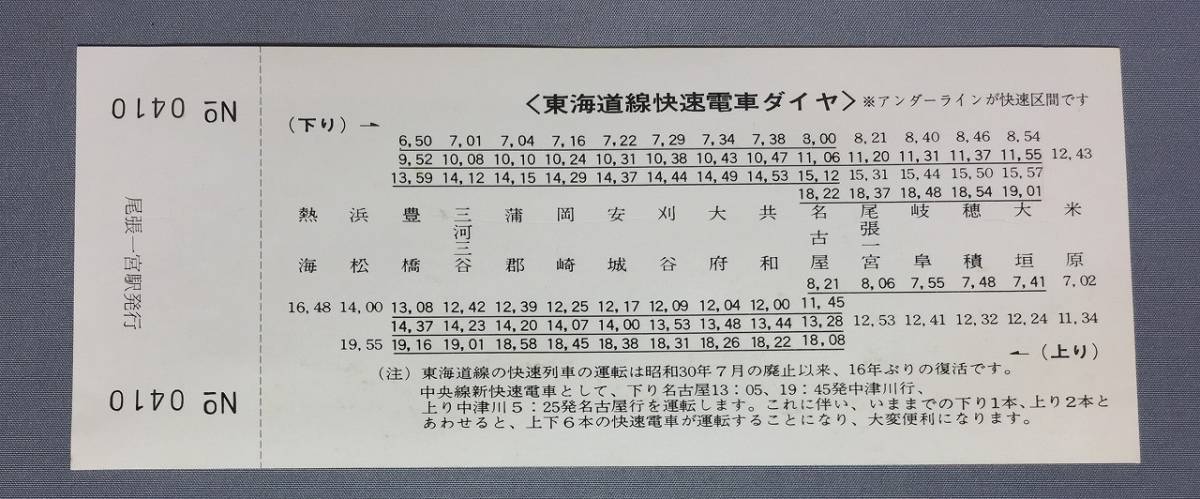 № 0410
尾張一宮駅発行
№ 0410
〈東海道線快速電車ダイヤ〉 ※アンダーラインが快速区間です
(下り) →
6,50 7,01 7,04 7,16 7,22 7,29 7,34 7,38 8,00 8,21 8,40 8,46 8,54
9,52 10,08 10,10 10,24 10,31 10,38 10,43 10,47 11,06 11,20 11,31 11,37 11,55 12,43
13,59 14,12 14,15 14,29 14,37 14,44 14,49 14,53 15,12 15,31 15,44 15,50 15,57
18,22 18,37 18,48 18,54 19,01
熱海 浜松 豊橋 三河三谷 蒲郡 岡崎 安城 刈谷 大府 共和 名古屋 尾張一宮 岐阜 穂積 大垣 米原
8,21 8,06 7,55 7,48 7,41 7,02
16,48 14,00 13,08 12,42 12,39 12,25 12,17 12,09 12,04 12,00 11,45
14,37 14,23 14,20 14,07 14,00 13,53 13,48 13,44 13,28 12,53 12,41 12,32 12,24 11,34
19,55 19,16 19,01 18,58 18,45 18,38 18,31 18,26 18,22 18,08
← (上り)
(注) 東海道線の快速列車の運転は昭和30年7月の廃止以来、16年ぶりの復活です。
中央線新快速電車として、下り名古屋13:05、19:45発中津川行、
上り中津川5:25発名古屋行を運転します。これに伴い、いままでの下り1本、上り2本と
あわせると、上下6本の快速電車が運転することになり、大変便利になります。